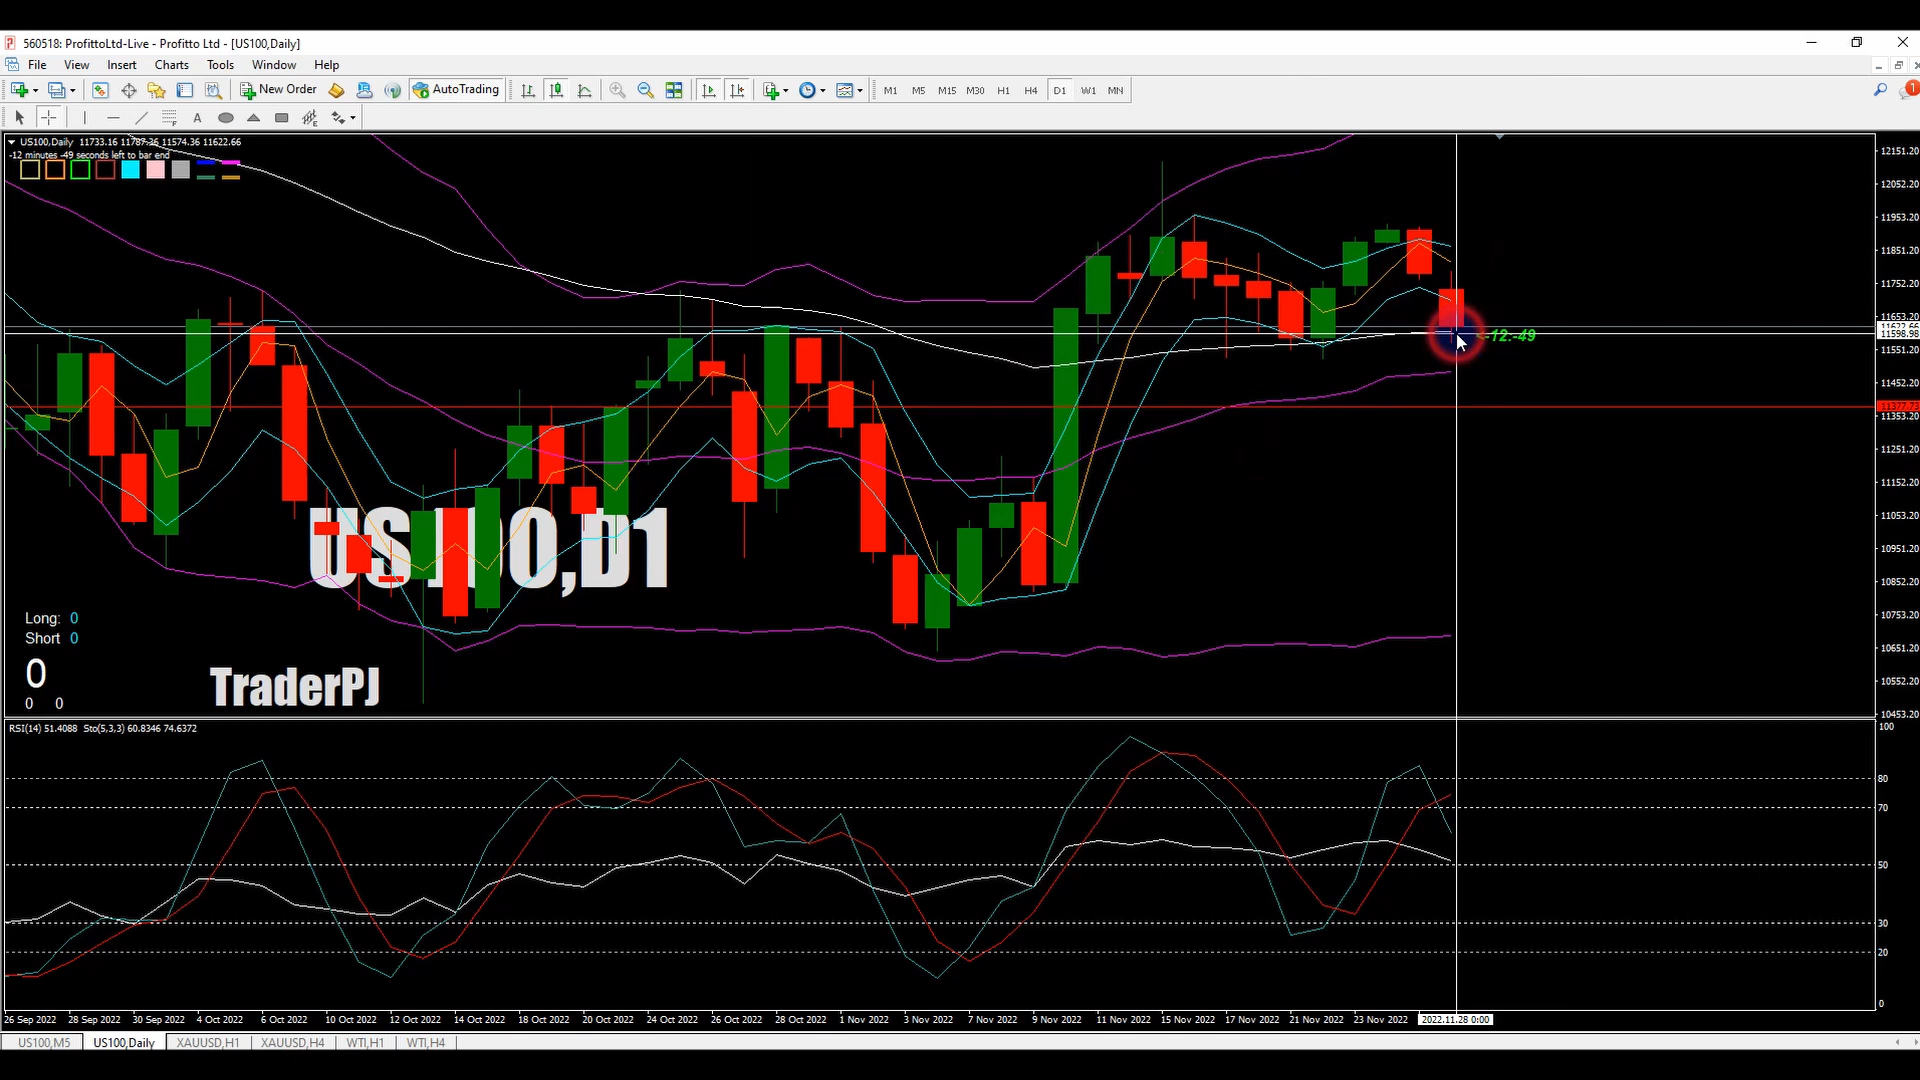 560518: ProfittoLtd-Live - Profitto Ltd - [US100,Daily]
File View Insert Charts Tools Window Help
New Order AutoTrading M1 M5 M15 M30 H1 H4 D1 W1 MN 1
A
US100,Daily 11733.16 11787.36 11574.36 11622.66
-12 minutes -49 seconds left to bar end
12151.20
12052.20
11953.20
11851.20
11752.20
11653.20
11598.98
<-12:-49
11551.20
11452.20
11377.73
11353.20
11251.20
11152.20
11053.20
10951.20
10852.20
10753.20
10651.20
10552.20
10453.20
US100,D1
Long: 0
Short 0
0
0 0
TraderPJ
RSI(14) 51.4088 Sto(5,3,3) 60.8346 74.6372
100
80
70
50
30
20
0
26 Sep 2022 28 Sep 2022 30 Sep 2022 4 Oct 2022 6 Oct 2022 10 Oct 2022 12 Oct 2022 14 Oct 2022 18 Oct 2022 20 Oct 2022 24 Oct 2022 26 Oct 2022 28 Oct 2022 1 Nov 2022 3 Nov 2022 7 Nov 2022 9 Nov 2022 11 Nov 2022 15 Nov 2022 17 Nov 2022 21 Nov 2022 23 Nov 2022 2022.11.28 0:00
US100,M5 US100,Daily XAUUSD,H1 XAUUSD,H4 WTI,H1 WTI,H4